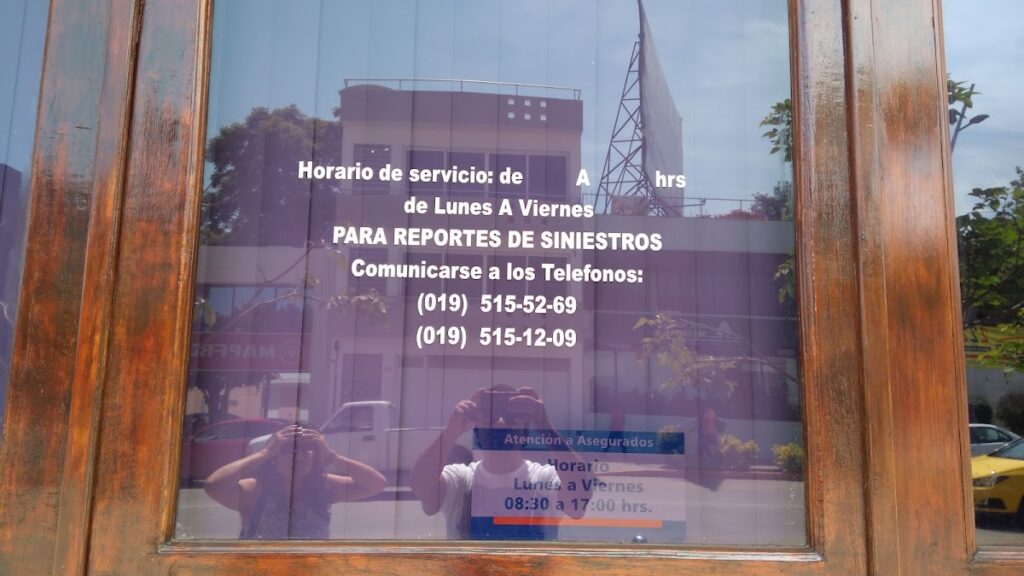 Horario de servicio: de A hrs
de Lunes A Viernes
PARA REPORTES DE SINIESTROS
Comunicarse a los Telefonos:
(019) 515-52-69
(019) 515-12-09
Atención a Asegurados
Horario
Lunes a Viernes
08:30 a 17:00 hrs.